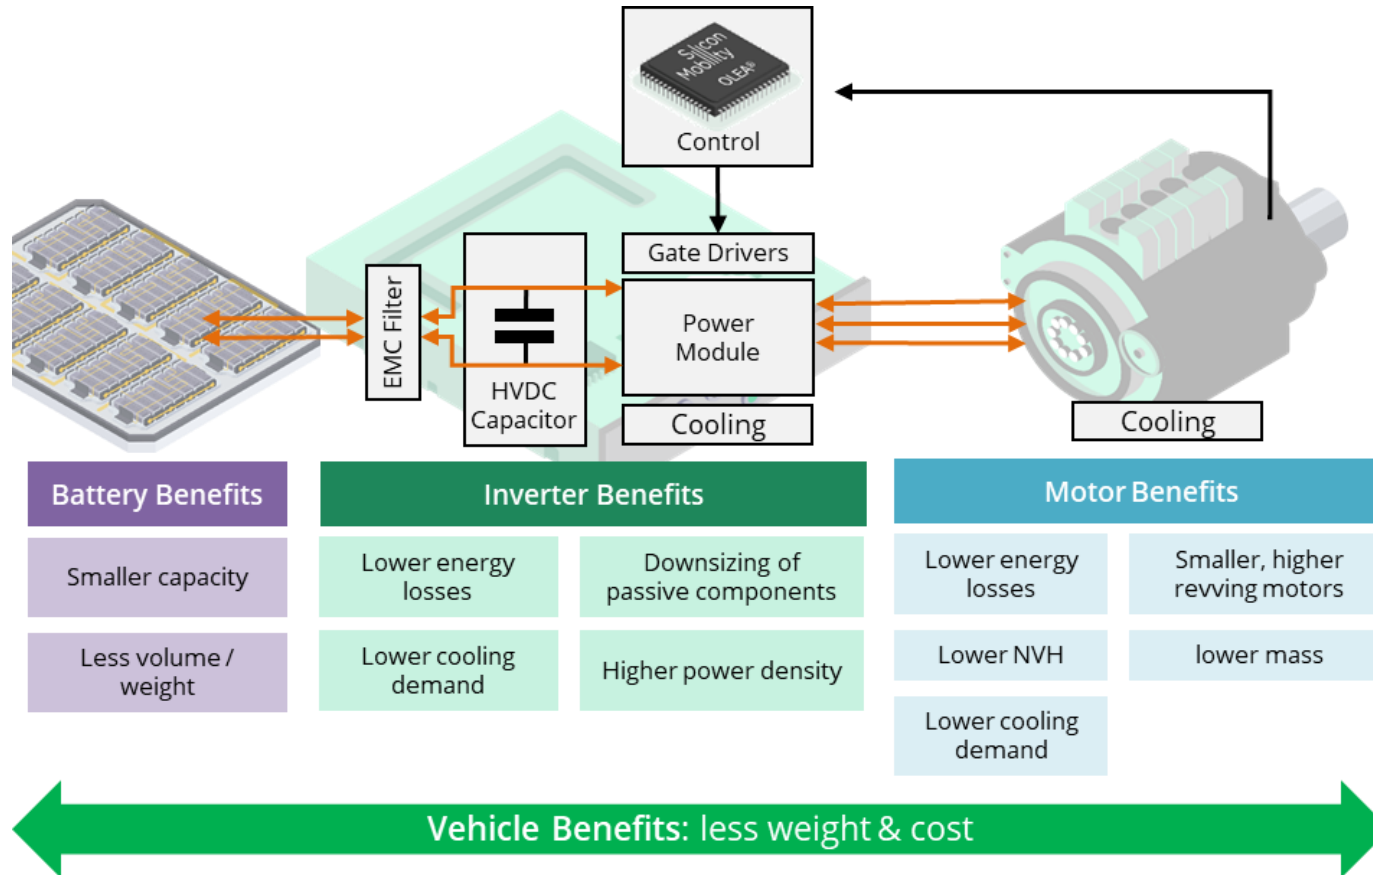 Silicon
Mobility
OLEA®
Control
Gate Drivers
EMC Filter
Power
Module
HVDC
Capacitor
Cooling
Cooling
Battery Benefits
Inverter Benefits
Motor Benefits
Smaller capacity
Less volume /
weight
Lower energy
losses
Downsizing of
passive components
Lower cooling
demand
Higher power density
Lower energy
losses
Smaller, higher
revving motors
Lower NVH
lower mass
Lower cooling
demand
Vehicle Benefits: less weight & cost